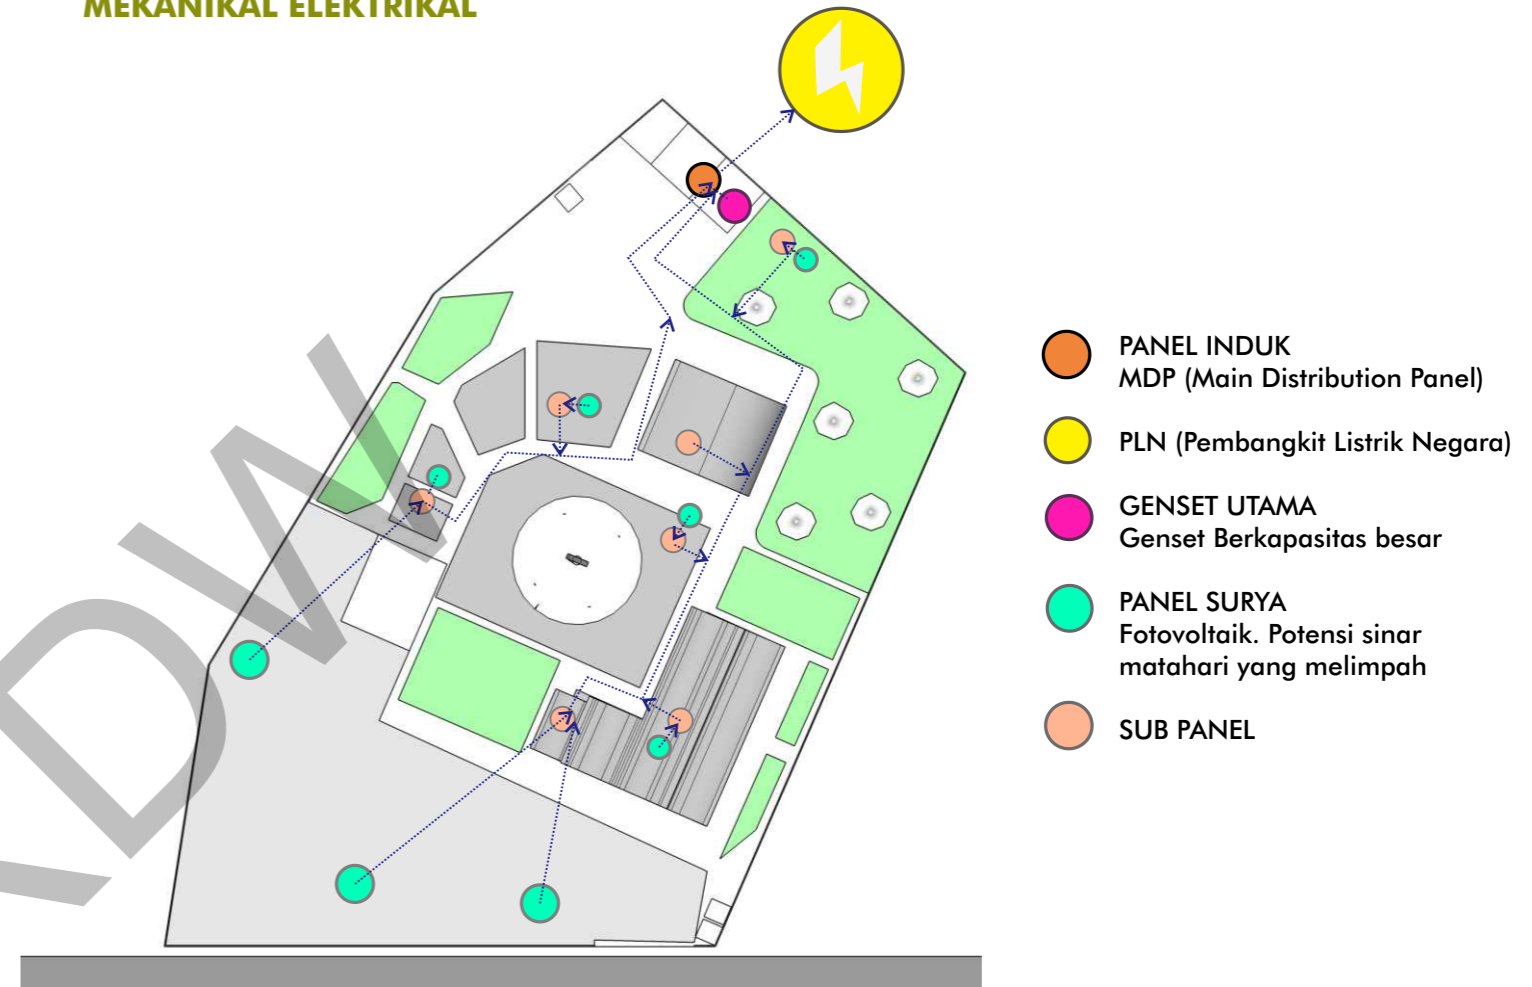 MEKANIKAL ELEKTRIKAL
PANEL INDUK
MDP (Main Distribution Panel)
PLN (Pembangkit Listrik Negara)
GENSET UTAMA
Genset Berkapasitas besar
PANEL SURYA
Fotovoltaik. Potensi sinar
matahari yang melimpah
SUB PANEL
KDW